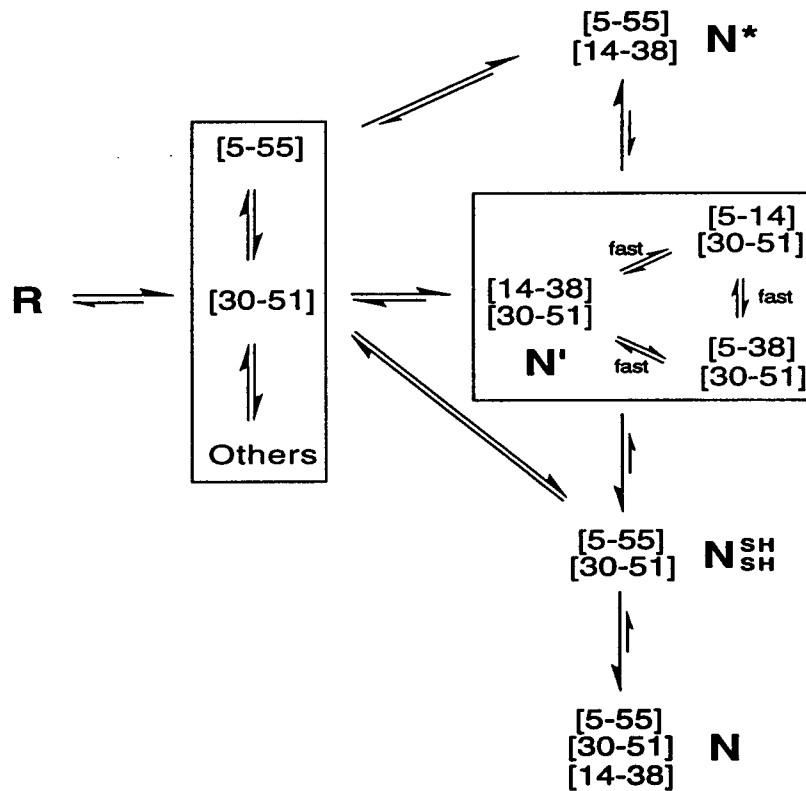 [5-55]
[14-38]
N*
[5-55]
[30-51]
Others
R
[5-14]
[30-51]
fast
[14-38]
[30-51]
N'
fast
fast
[5-38]
[30-51]
[5-55]
[30-51]
N SH SH
[5-55]
[30-51]
[14-38]
N